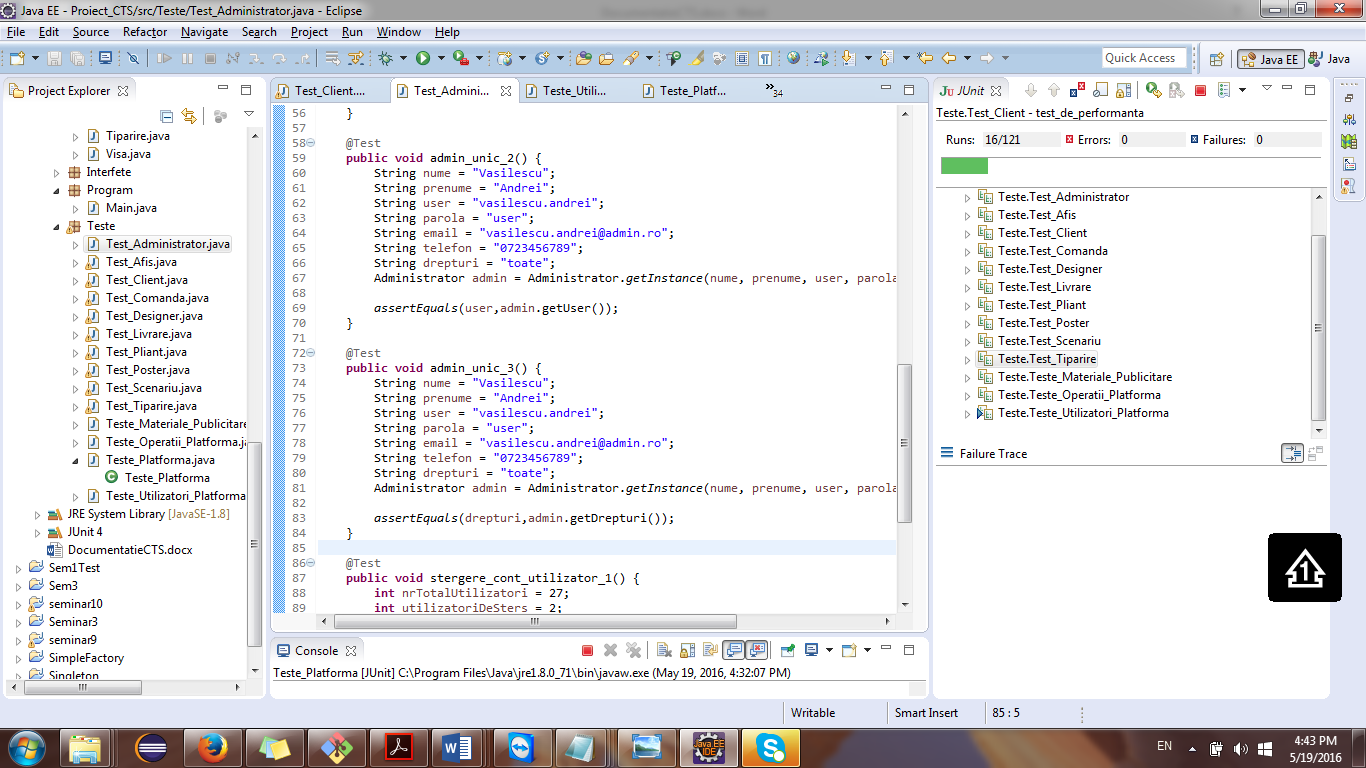 Java EE - Proiect_CTS/src/Teste/Test_Administrator.java - Eclipse
File Edit Source Refactor Navigate Search Project Run Window Help
Quick Access
Java EE
Java
Project Explorer
Tiparire.java
Visa.java
Interfete
Program
Main.java
Teste
Test_Administrator.java
Test_Afis.java
Test_Client.java
Test_Comanda.java
Test_Designer.java
Test_Livrare.java
Test_Pliant.java
Test_Poster.java
Test_Scenariu.java
Test_Tiparire.java
Teste_Materiale_Publicitare
Teste_Operatii_Platforma.ja
Teste_Platforma.java
Teste_Platforma
Teste_Utilizatori_Platforma
JRE System Library [JavaSE-1.8]
JUnit 4
DocumentatieCTS.docx
Sem1Test
Sem3
seminar10
Seminar3
seminar9
SimpleFactory
Singleton
Test_Client....
Test_Admini...
Teste_Utili...
Teste_Platf...
34
56 }
57
58 @Test
59 public void admin_unic_2() {
60 String nume = "Vasilescu";
61 String prenume = "Andrei";
62 String user = "vasilescu.andrei";
63 String parola = "user";
64 String email = "vasilescu.andrei@admin.ro";
65 String telefon = "0723456789";
66 String drepturi = "toate";
67 Administrator admin = Administrator.getInstance(nume, prenume, user, parola
68
69 assertEquals(user,admin.getUser());
70 }
71
72 @Test
73 public void admin_unic_3() {
74 String nume = "Vasilescu";
75 String prenume = "Andrei";
76 String user = "vasilescu.andrei";
77 String parola = "user";
78 String email = "vasilescu.andrei@admin.ro";
79 String telefon = "0723456789";
80 String drepturi = "toate";
81 Administrator admin = Administrator.getInstance(nume, prenume, user, parola
82
83 assertEquals(drepturi,admin.getDrepturi());
84 }
85
86 @Test
87 public void stergere_cont_utilizator_1() {
88 int nrTotalUtilizatori = 27;
89 int utilizatoriDeSters = 2;
Console
Teste_Platforma [JUnit] C:\Program Files\Java\jre1.8.0_71\bin\javaw.exe (May 19, 2016, 4:32:07 PM)
JUnit
Teste.Test_Client - test_de_performanta
Runs: 16/121 Errors: 0 Failures: 0
Teste.Test_Administrator
Teste.Test_Afis
Teste.Test_Client
Teste.Test_Comanda
Teste.Test_Designer
Teste.Test_Livrare
Teste.Test_Pliant
Teste.Test_Poster
Teste.Test_Scenariu
Teste.Test_Tiparire
Teste.Teste_Materiale_Publicitare
Teste.Teste_Operatii_Platforma
Teste.Teste_Utilizatori_Platforma
Failure Trace
1
Writable Smart Insert 85 : 5
Java EE
IDE
EN
4:43 PM
5/19/2016